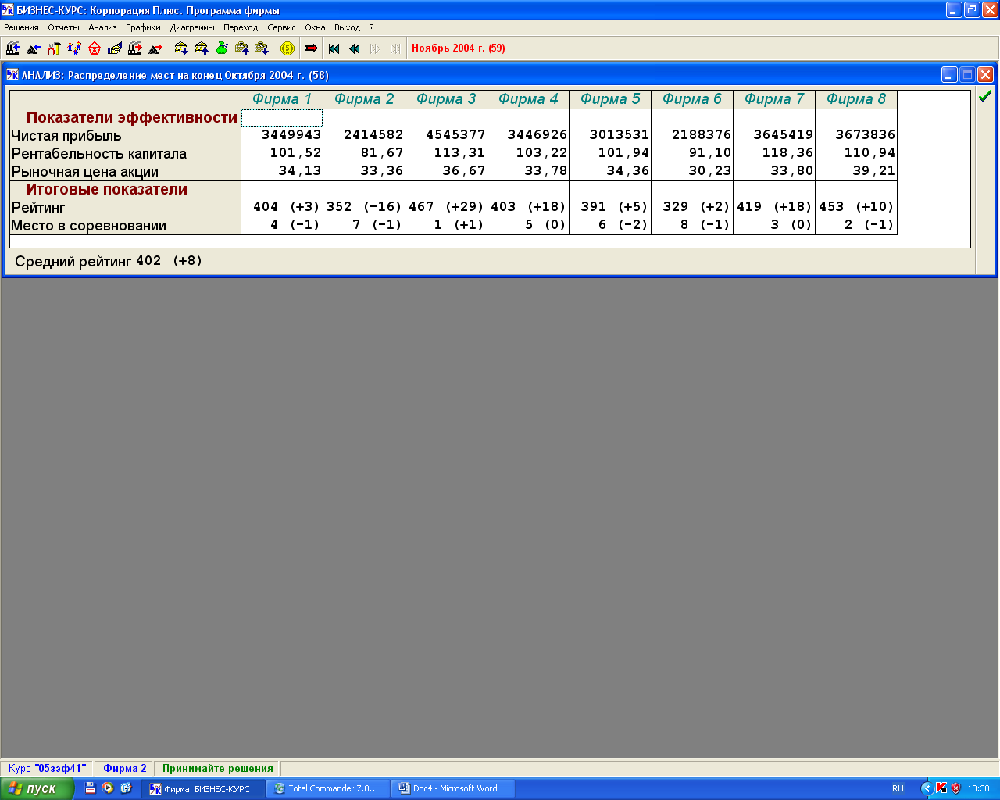 БИЗНЕС-КУРС: Корпорация Плюс. Программа фирмы
Решения Отчеты Анализ Графики Диаграммы Переход Сервис Окна Выход ?
Ноябрь 2004 г. (59)
АНАЛИЗ: Распределение мест на конец Октября 2004 г. (58)
Фирма 1 Фирма 2 Фирма 3 Фирма 4 Фирма 5 Фирма 6 Фирма 7 Фирма 8
Показатели эффективности
Чистая прибыль 3449943 2414582 4545377 3446926 3013531 2188376 3645419 3673836
Рентабельность капитала 101,52 81,67 113,31 103,22 101,94 91,10 118,36 110,94
Рыночная цена акции 34,13 33,36 36,67 33,78 34,36 30,23 33,80 39,21
Итоговые показатели
Рейтинг 404 (+3) 352 (-16) 467 (+29) 403 (+18) 391 (+5) 329 (+2) 419 (+18) 453 (+10)
Место в соревновании 4 (-1) 7 (-1) 1 (+1) 5 (0) 6 (-2) 8 (-1) 3 (0) 2 (-1)
Средний рейтинг 402 (+8)
Курс "05зэф41" Фирма 2 Принимайте решения
пуск Фирма. БИЗНЕС-КУРС Total Commander 7.0... Doc4 - Microsoft Word RU 13:30